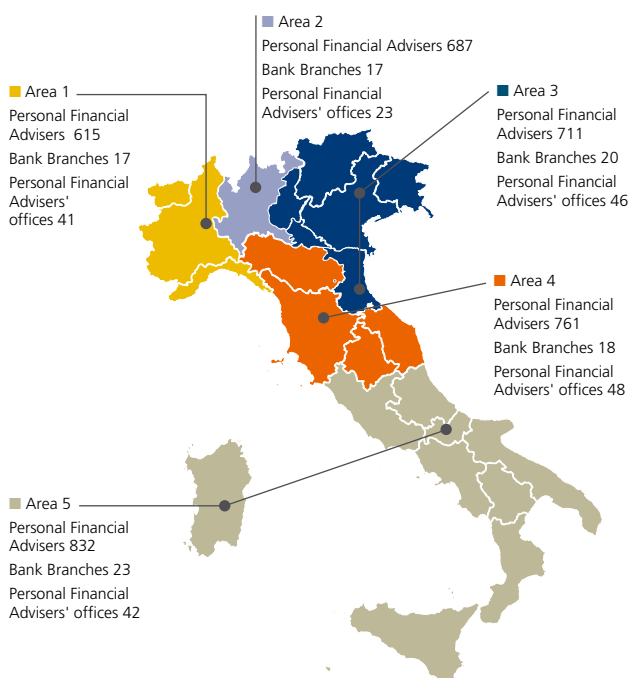 Area 2
Personal Financial Advisers 687
Bank Branches 17
Personal Financial
Advisers' offices 23
Area 1
Personal Financial
Advisers 615
Bank Branches 17
Personal Financial
Advisers'
offices 41
Area 3
Personal Financial
Advisers 711
Bank Branches 20
Personal Financial
Advisers' offices 46
Area 4
Personal Financial
Advisers 761
Bank Branches 18
Personal Financial
Advisers' offices 48
Area 5
Personal Financial
Advisers 832
Bank Branches 23
Personal Financial
Advisers' offices 42